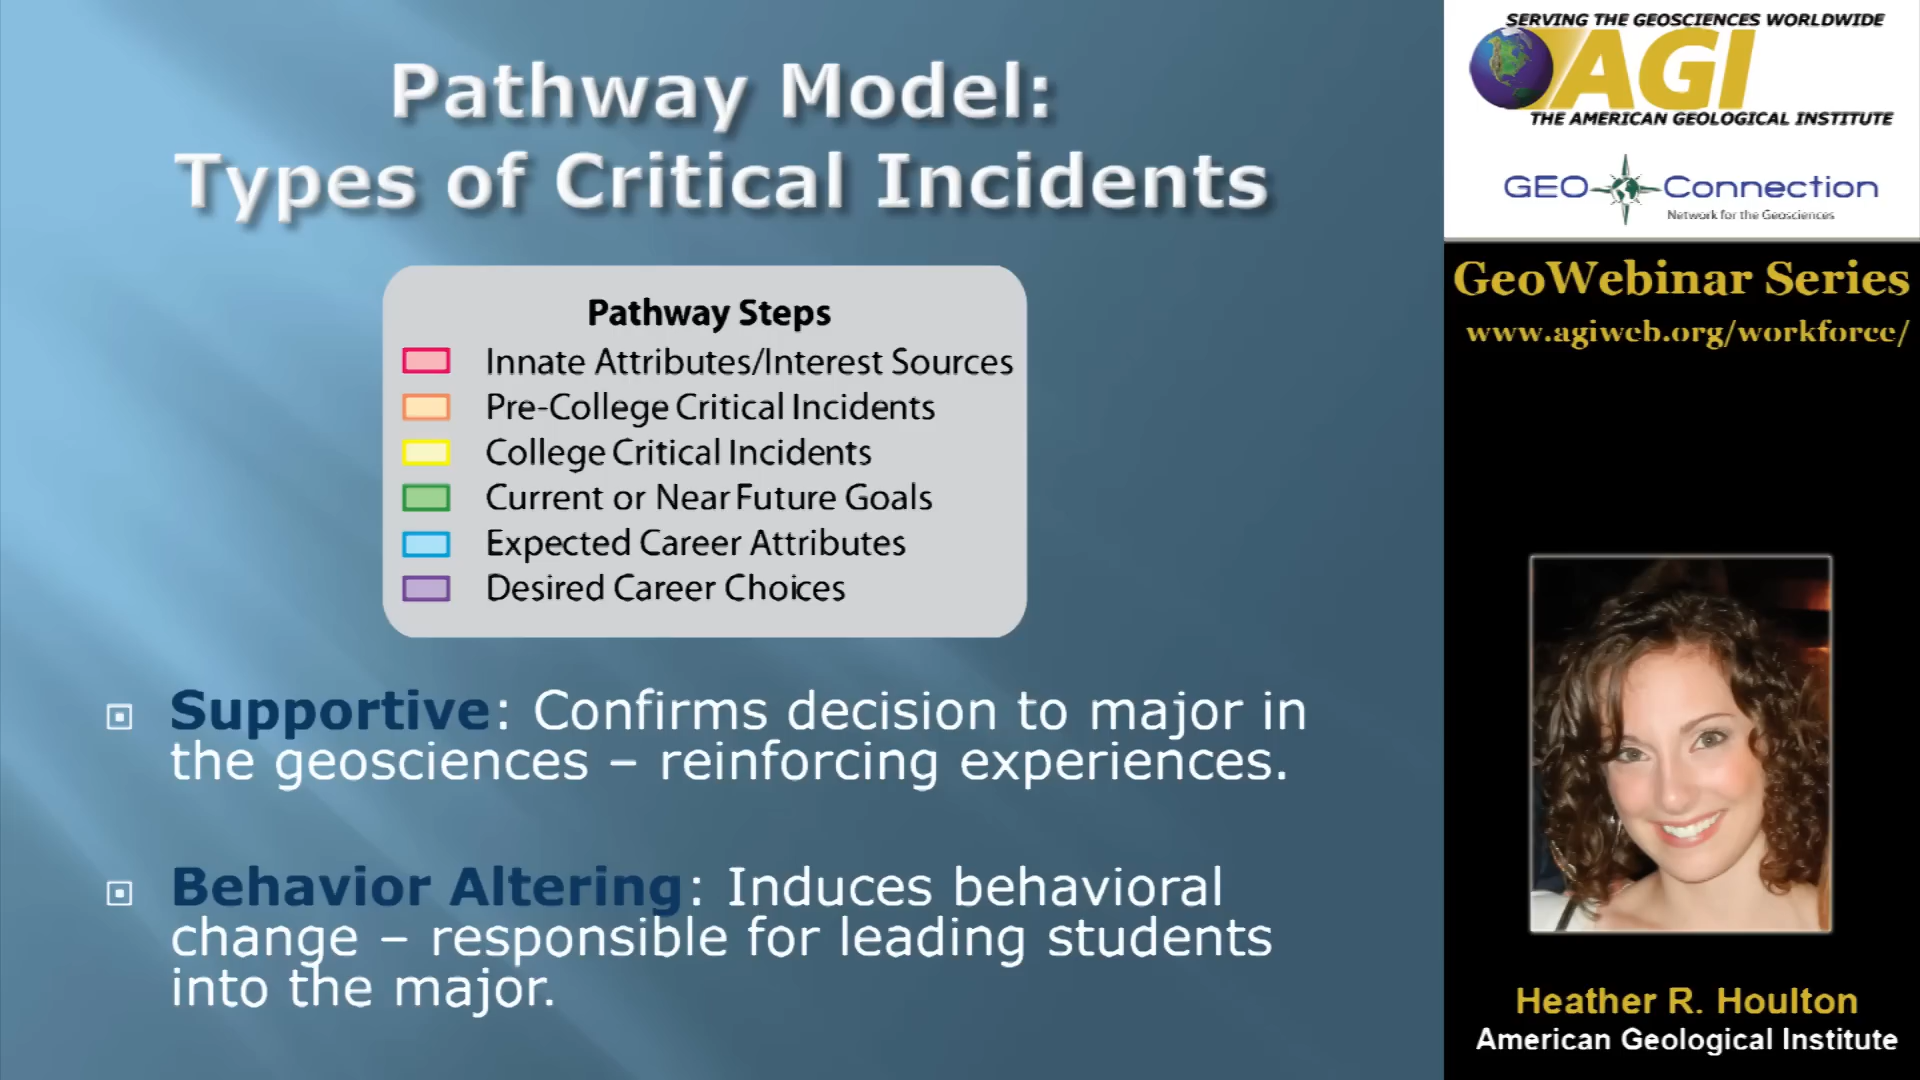 Pathway Model:
Types of Critical Incidents
Pathway Steps
Innate Attributes/Interest Sources
Pre-College Critical Incidents
College Critical Incidents
Current or Near Future Goals
Expected Career Attributes
Desired Career Choices
Supportive: Confirms decision to major in
the geosciences – reinforcing experiences.
Behavior Altering: Induces behavioral
change – responsible for leading students
into the major.
SERVING THE GEOSCIENCES WORLDWIDE
AGI
THE AMERICAN GEOLOGICAL INSTITUTE
GEO Connection
Network for the Geosciences
GeoWebinar Series
www.agiweb.org/workforce/
Heather R. Houlton
American Geological Institute